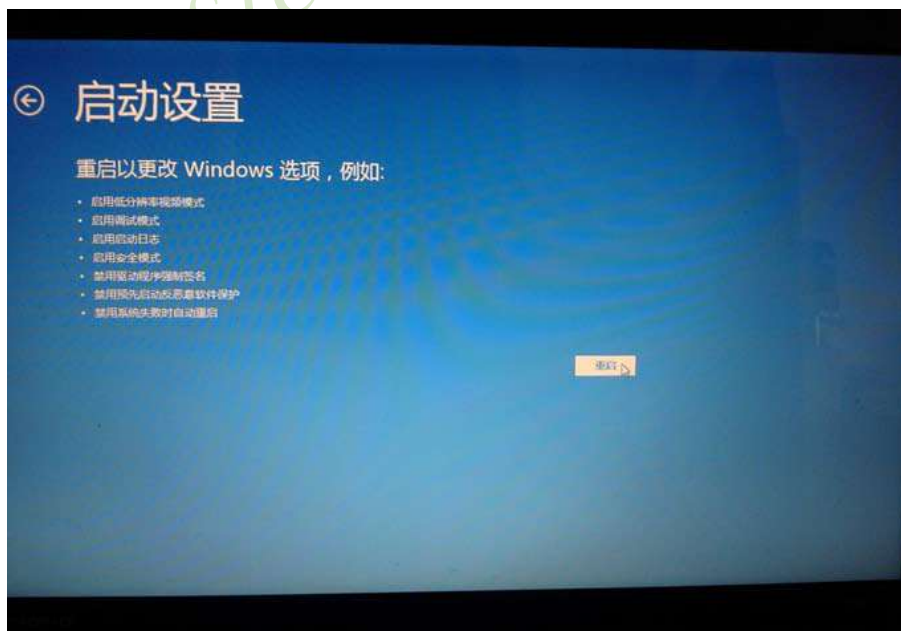 启动设置
重启以更改 Windows 选项，例如:
• 启用低分辨率视频模式
• 启用调试模式
• 启用启动日志
• 启用安全模式
• 禁用驱动程序强制签名
• 禁用预先启动反恶意软件保护
• 禁用系统失败时自动重启
重启